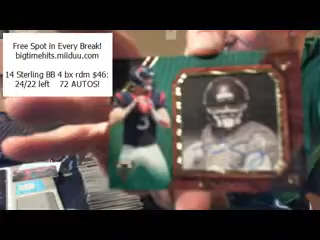 Free Spot in Every Break!
bigtimehits.miiduu.com
14 Sterling BB 4 bx rdm $46:
24/22 left 72 AUTOS!
3